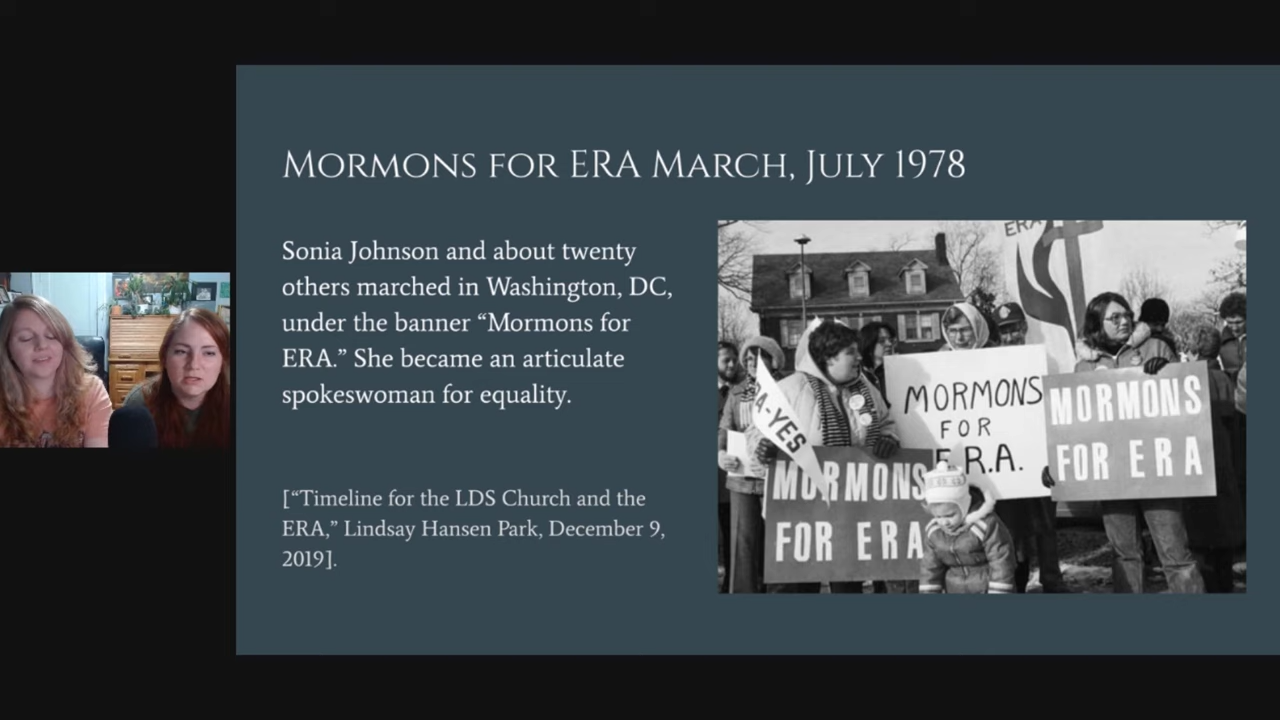 Mormons for ERA March, July 1978
Sonia Johnson and about twenty
others marched in Washington, DC,
under the banner “Mormons for
ERA.” She became an articulate
spokeswoman for equality.
[“Timeline for the LDS Church and the
ERA,” Lindsay Hansen Park, December 9,
2019].
ERA
A-YES
MORMONS
FOR
E.R.A.
MORMONS
FOR ERA
MORMONS
FOR ERA